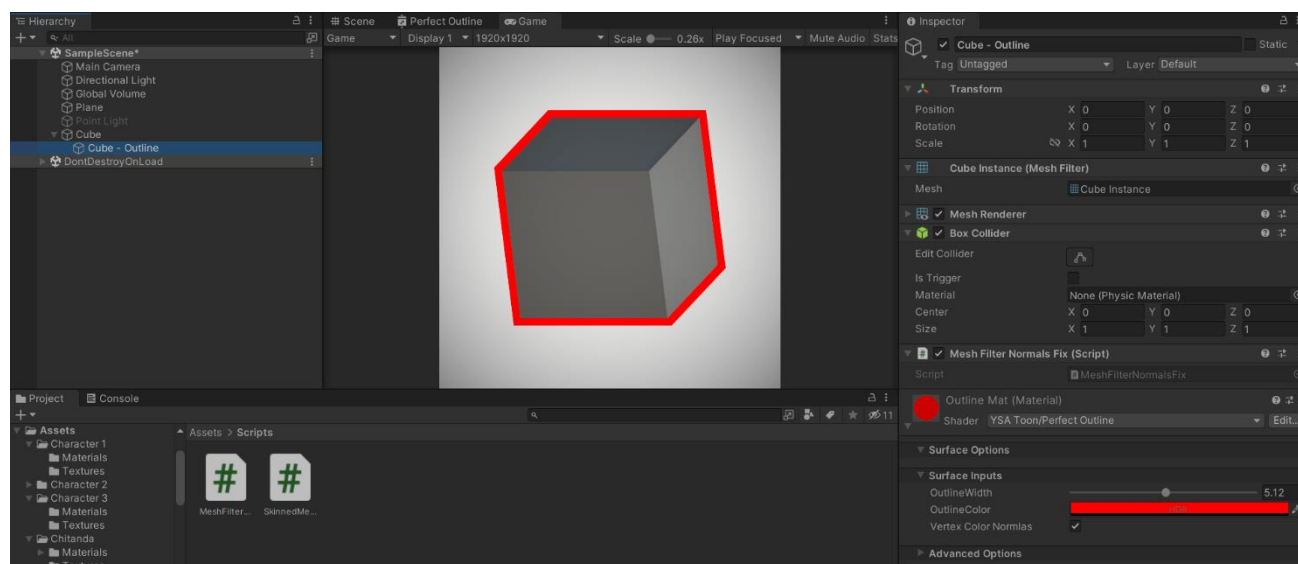 Hierarchy
All
SampleScene*
Main Camera
Directional Light
Global Volume
Plane
Point Light
Cube
Cube - Outline
DontDestroyOnLoad
Scene Perfect Outline Game
Game Display 1 1920x1920 Scale 0.26x Play Focused Mute Audio Stats
Project Console
11
Assets
Character 1
Materials
Textures
Character 2
Character 3
Materials
Textures
Chitanda
Materials
Assets > Scripts
MeshFilter... SkinnedMe...
Inspector
Cube - Outline Static
Tag Untagged Layer Default
Transform
Position X 0 Y 0 Z 0
Rotation X 0 Y 0 Z 0
Scale X 1 Y 1 Z 1
Cube Instance (Mesh Filter)
Mesh Cube Instance
Mesh Renderer
Box Collider
Edit Collider
Is Trigger
Material None (Physic Material)
Center X 0 Y 0 Z 0
Size X 1 Y 1 Z 1
Mesh Filter Normals Fix (Script)
Script MeshFilterNormalsFix
Outline Mat (Material)
Shader YSA Toon/Perfect Outline Edit...
Surface Options
Surface Inputs
OutlineWidth 5.12
OutlineColor HDR
Vertex Color Normlas
Advanced Options